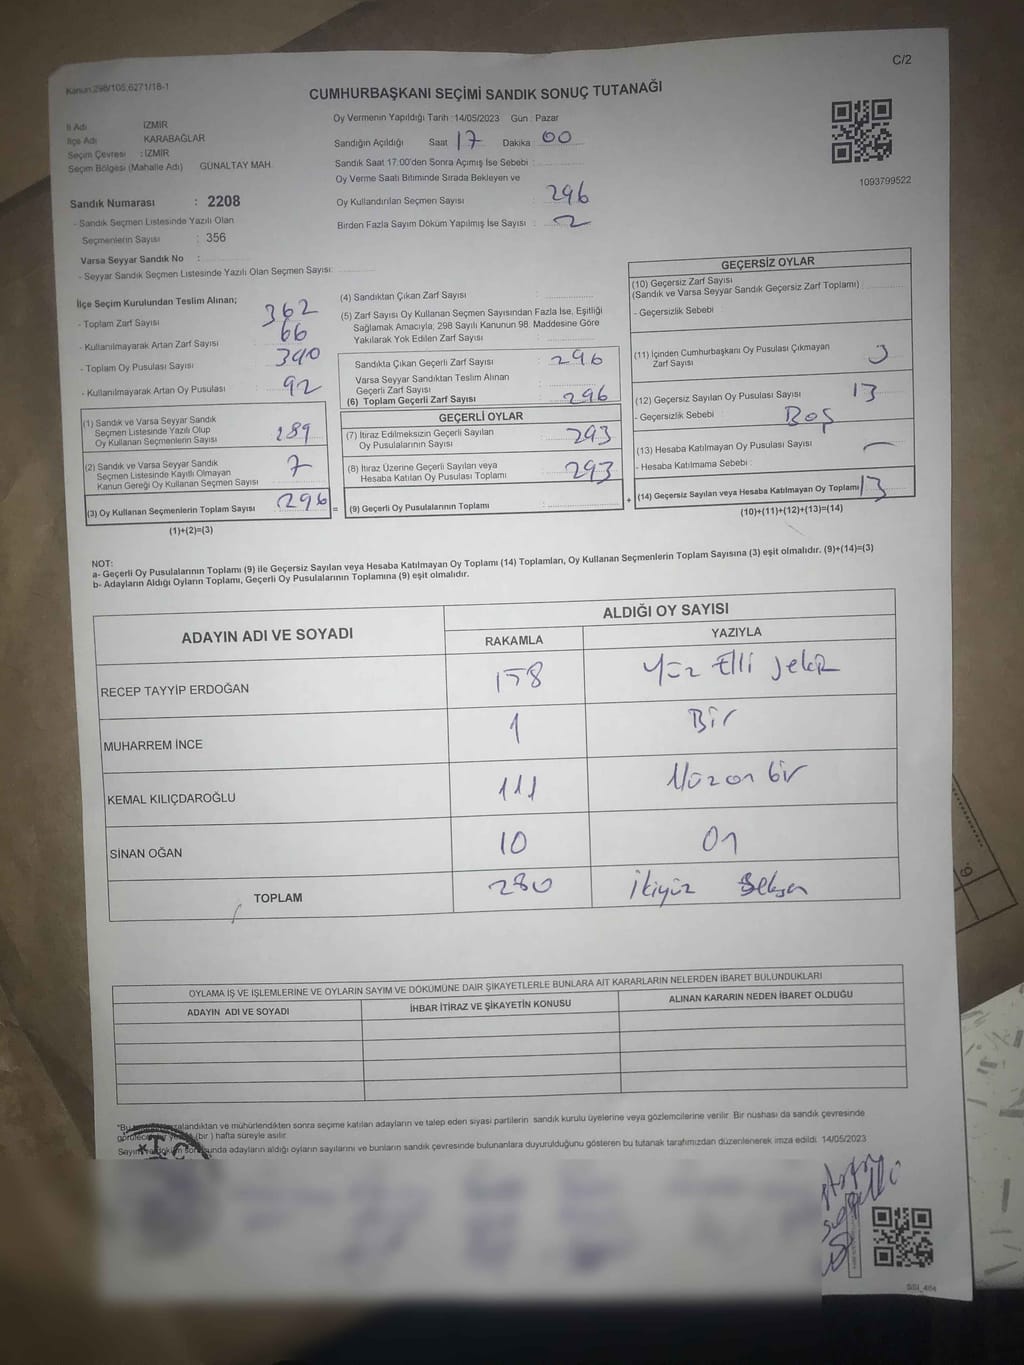 C/2
Kanun 298/105,6271/18-1
CUMHURBAŞKANI SEÇİMİ SANDIK SONUÇ TUTANAĞI
İl Adı İZMİR
İlçe Adı KARABAĞLAR
Seçim Çevresi : İZMİR
Seçim Bölgesi (Mahalle Adı) GÜNALTAY MAH.
Sandık Numarası : 2208
- Sandık Seçmen Listesinde Yazılı Olan
Seçmenlerin Sayısı : 356
Varsa Seyyar Sandık No :
- Seyyar Sandık Seçmen Listesinde Yazılı Olan Seçmen Sayısı:
Oy Vermenin Yapıldığı Tarih : 14/05/2023 Gün : Pazar
Sandığın Açıldığı Saat 17 Dakika 00
Sandık Saat 17.00'den Sonra Açımış İse Sebebi :
Oy Verme Saati Bitiminde Sırada Bekleyen ve
Oy Kullandırılan Seçmen Sayısı : 296
Birden Fazla Sayım Döküm Yapılmış İse Sayısı : 2
1093799522
İlçe Seçim Kurulundan Teslim Alınan;
- Toplam Zarf Sayısı 362
- Kullanılmayarak Artan Zarf Sayısı 66
- Toplam Oy Pusulası Sayısı 390
- Kullanılmayarak Artan Oy Pusulası 92
(1) Sandık ve Varsa Seyyar Sandık
Seçmen Listesinde Yazılı Olup
Oy Kullanan Seçmenlerin Sayısı 289
(2) Sandık ve Varsa Seyyar Sandık
Seçmen Listesinde Kayıtlı Olmayan
Kanun Gereği Oy Kullanan Seçmen Sayısı 7
(3) Oy Kullanan Seçmenlerin Toplam Sayısı 296 =
(1)+(2)=(3)
(4) Sandıktan Çıkan Zarf Sayısı :
(5) Zarf Sayısı Oy Kullanan Seçmen Sayısından Fazla İse, Eşitliği
Sağlamak Amacıyla; 298 Sayılı Kanunun 98. Maddesine Göre
Yakılarak Yok Edilen Zarf Sayısı :
Sandıkta Çıkan Geçerli Zarf Sayısı : 296
Varsa Seyyar Sandıktan Teslim Alınan
Geçerli Zarf Sayısı :
(6) Toplam Geçerli Zarf Sayısı : 296
GEÇERLİ OYLAR
(7) İtiraz Edilmeksizin Geçerli Sayılan
Oy Pusulalarının Sayısı : 293
(8) İtiraz Üzerine Geçerli Sayılan veya
Hesaba Katılan Oy Pusulası Toplamı : 293
(9) Geçerli Oy Pusulalarının Toplamı : +
GEÇERSİZ OYLAR
(10) Geçersiz Zarf Sayısı
(Sandık ve Varsa Seyyar Sandık Geçersiz Zarf Toplamı)
- Geçersizlik Sebebi :
(11) İçinden Cumhurbaşkanı Oy Pusulası Çıkmayan
Zarf Sayısı
(12) Geçersiz Sayılan Oy Pusulası Sayısı 13
- Geçersizlik Sebebi : Boş
(13) Hesaba Katılmayan Oy Pusulası Sayısı —
- Hesaba Katılmama Sebebi :
(14) Geçersiz Sayılan veya Hesaba Katılmayan Oy Toplamı 13
(10)+(11)+(12)+(13)=(14)
NOT:
a- Geçerli Oy Pusulalarının Toplamı (9) ile Geçersiz Sayılan veya Hesaba Katılmayan Oy Toplamı (14) Toplamları, Oy Kullanan Seçmenlerin Toplam Sayısına (3) eşit olmalıdır. (9)+(14)=(3)
b- Adayların Aldığı Oyların Toplamı, Geçerli Oy Pusulalarının Toplamına (9) eşit olmalıdır.
ADAYIN ADI VE SOYADI
ALDIĞI OY SAYISI
RAKAMLA YAZIYLA
RECEP TAYYİP ERDOĞAN 158 Yüz Elli sekiz
MUHARREM İNCE 1 Bir
KEMAL KILIÇDAROĞLU 111 Yüz on bir
SİNAN OĞAN 10 On
TOPLAM 280 İkiyüz Seksen
OYLAMA İŞ VE İŞLEMLERİNE VE OYLARIN SAYIM VE DÖKÜMÜNE DAİR ŞİKAYETLERLE BUNLARA AİT KARARLARIN NELERDEN İBARET BULUNDUKLARI
ADAYIN ADI VE SOYADI İHBAR İTİRAZ VE ŞİKAYETİN KONUSU ALINAN KARARIN NEDEN İBARET OLDUĞU
*Bu imzalandıktan ve mühürlendikten sonra seçime katılan adayların ve talep eden siyasi partilerin sandık kurulu üyelerine veya gözlemcilerine verilir. Bir nüshası da sandık çevresinde
(bir ) hafta süreyle asılır.
Sayım ve döküm sonunda adayların aldığı oyların sayılarını ve bunların sandık çevresinde bulunanlara duyurulduğunu gösteren bu tutanak tarafımızdan düzenlenerek imza edildi. 14/05/2023
SSI_464